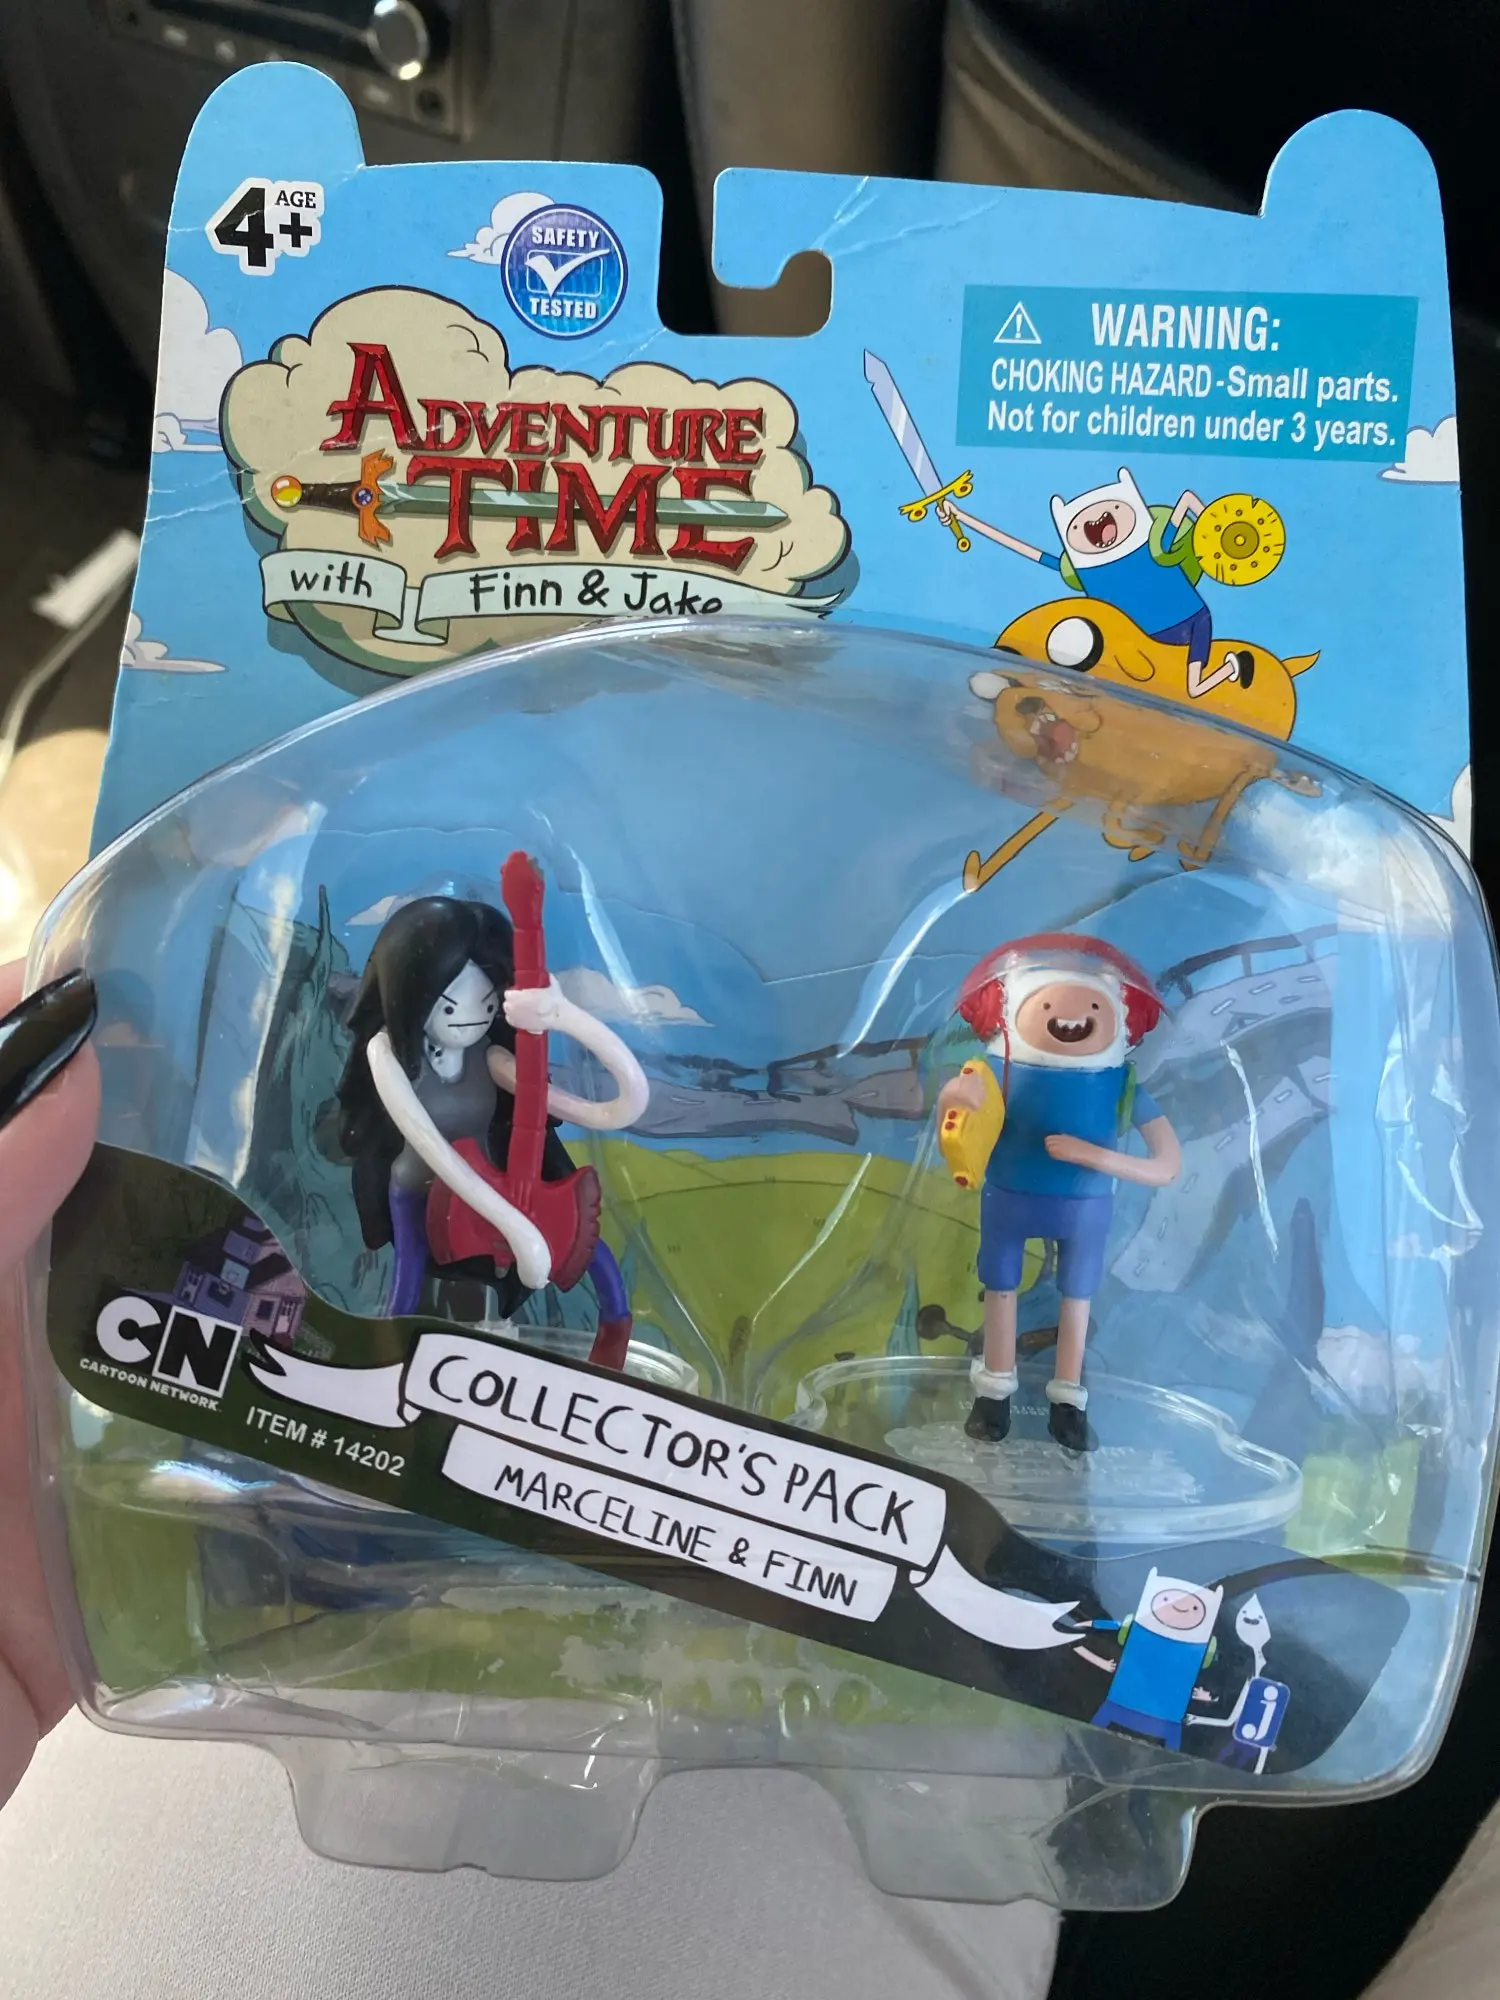 AGE
4+
SAFETY
TESTED
ADVENTURE
TIME
with Finn & Jake
WARNING:
CHOKING HAZARD-Small parts.
Not for children under 3 years.
CN
CARTOON NETWORK
ITEM # 14202
COLLECTOR'S PACK
MARCELINE & FINN
j